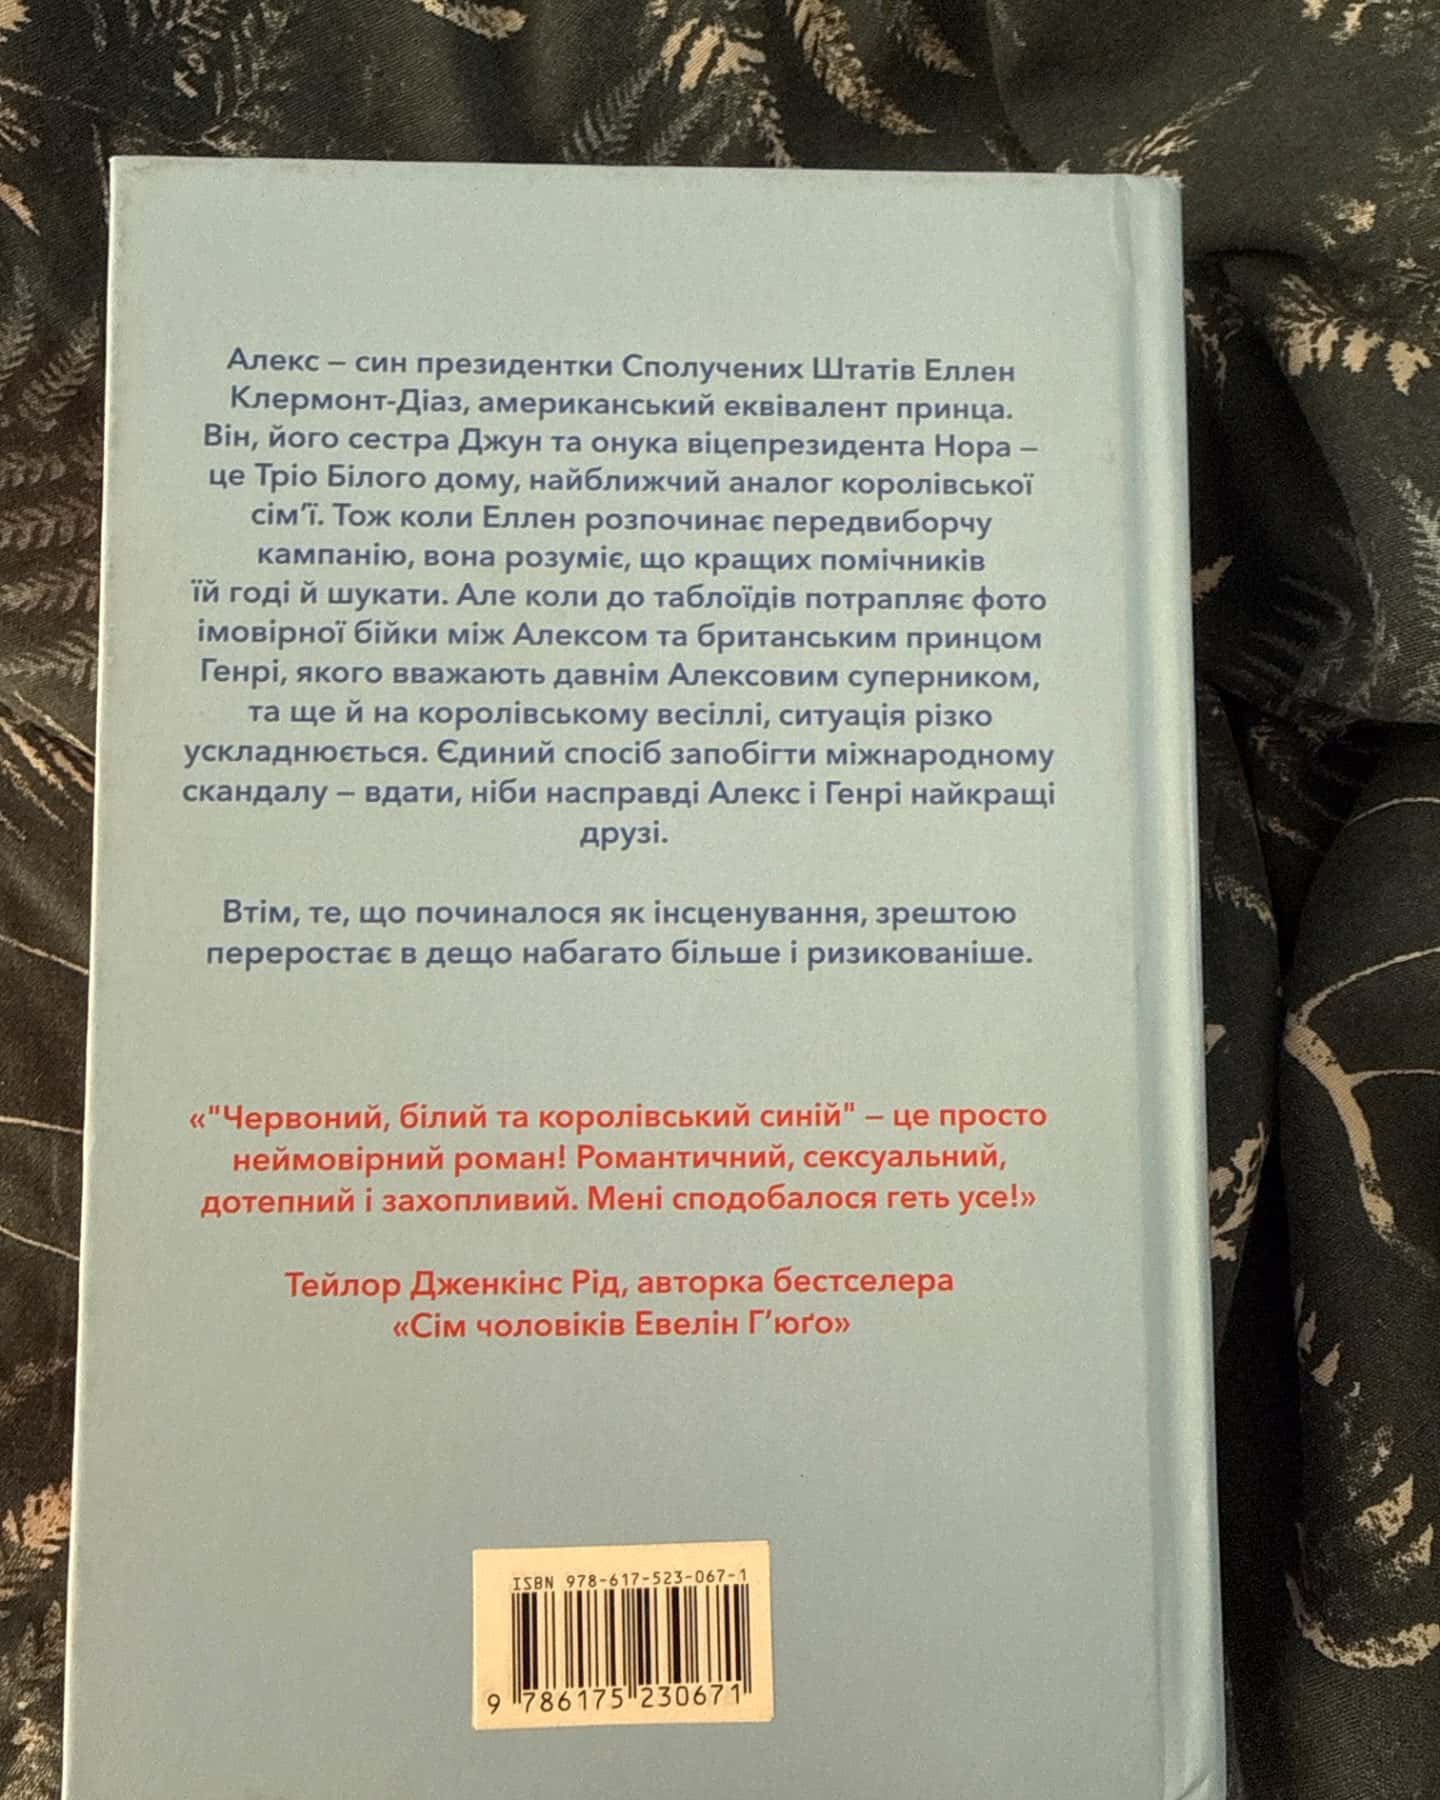 Алекс — син президентки Сполучених Штатів Еллен
Клермонт-Діаз, американський еквівалент принца.
Він, його сестра Джун та онука віцепрезидента Нора —
це Тріо Білого дому, найближчий аналог королівської
сім’ї. Тож коли Еллен розпочинає передвиборчу
кампанію, вона розуміє, що кращих помічників
їй годі й шукати. Але коли до таблоїдів потрапляє фото
імовірної бійки між Алексом та британським принцом
Генрі, якого вважають давнім Алексовим суперником,
та ще й на королівському весіллі, ситуація різко
ускладнюється. Єдиний спосіб запобігти міжнародному
скандалу — вдати, ніби насправді Алекс і Генрі найкращі
друзі.
Втім, те, що починалося як інсценування, зрештою
переростає в дещо набагато більше і ризикованіше.
«"Червоний, білий та королівський синій" — це просто
неймовірний роман! Романтичний, сексуальний,
дотепний і захопливий. Мені сподобалося геть усе!»
Тейлор Дженкінс Рід, авторка бестселера
«Сім чоловіків Евелін Г’юґо»
ISBN 978-617-523-067-1
9 786175 230671